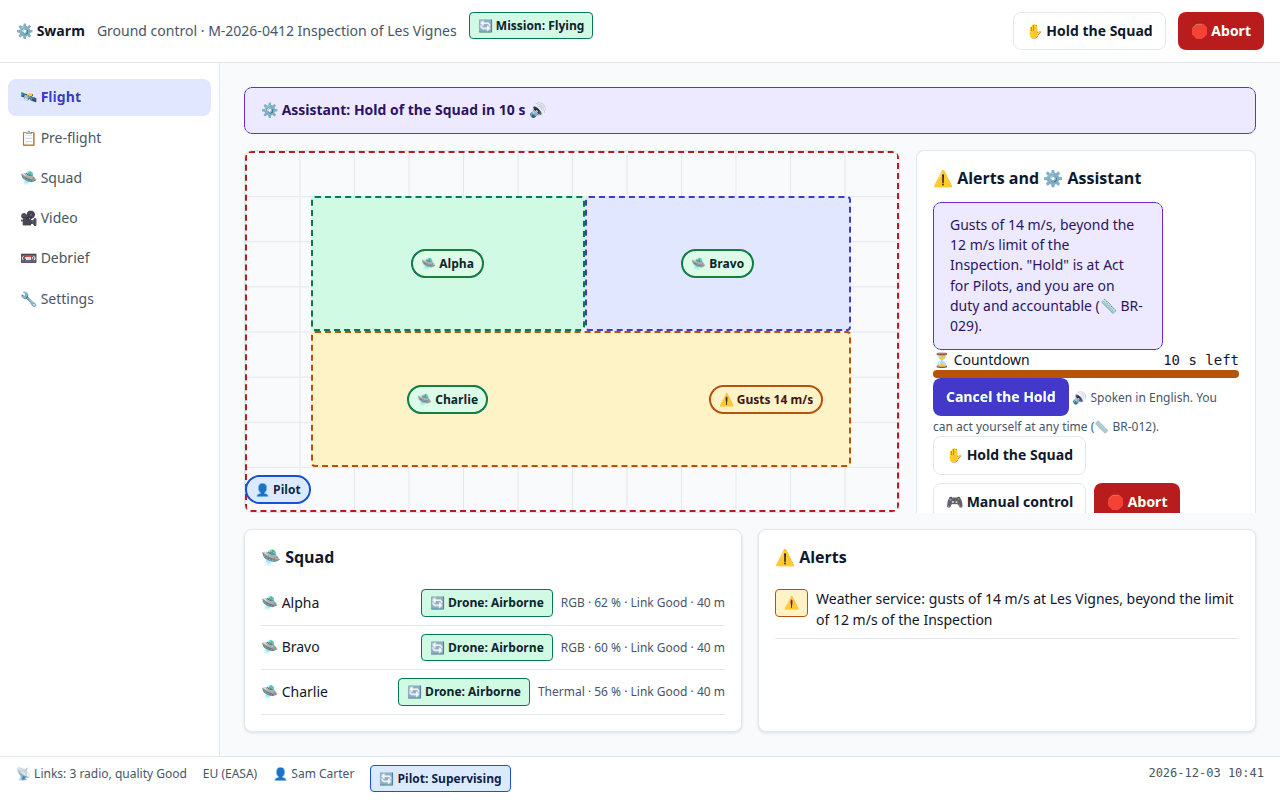 ⚙️ Swarm Ground control · M-2026-0412 Inspection of Les Vignes 🔄 Mission: Flying ✋ Hold the Squad 🛑 Abort
🛰️ Flight
📋 Pre-flight
🛸 Squad
🎥 Video
📼 Debrief
🔧 Settings
⚙️ Assistant: Hold of the Squad in 10 s 🔊
🛸 Alpha
🛸 Bravo
🛸 Charlie
⚠️ Gusts 14 m/s
👤 Pilot
⚠️ Alerts and ⚙️ Assistant
Gusts of 14 m/s, beyond the
12 m/s limit of the
Inspection. "Hold" is at Act
for Pilots, and you are on
duty and accountable (📏 BR-
029).
⏳ Countdown 10 s left
Cancel the Hold 🔊 Spoken in English. You
can act yourself at any time (📏 BR-012).
✋ Hold the Squad
🎮 Manual control 🛑 Abort
🛸 Squad
🛸 Alpha 🔄 Drone: Airborne RGB · 62 % · Link Good · 40 m
🛸 Bravo 🔄 Drone: Airborne RGB · 60 % · Link Good · 40 m
🛸 Charlie 🔄 Drone: Airborne Thermal · 56 % · Link Good · 40 m
⚠️ Alerts
⚠️ Weather service: gusts of 14 m/s at Les Vignes, beyond the limit
of 12 m/s of the Inspection
📡 Links: 3 radio, quality Good EU (EASA) 👤 Sam Carter 🔄 Pilot: Supervising 2026-12-03 10:41